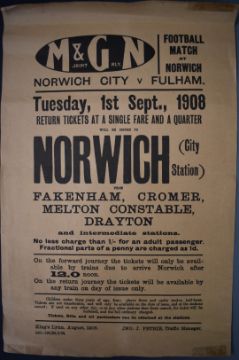 M & G N
JOINT RLY.
FOOTBALL
MATCH
AT
NORWICH
NORWICH CITY v FULHAM.
Tuesday, 1st Sept., 1908
RETURN TICKETS AT A SINGLE FARE AND A QUARTER
WILL BE ISSUED TO
NORWICH (City Station)
FROM
FAKENHAM, CROMER,
MELTON CONSTABLE,
DRAYTON
and intermediate stations.
No less charge than 1/- for an adult passenger.
Fractional parts of a penny are charged as 1d.
On the forward journey the tickets will only be available
by trains due to arrive Norwich after
12.0 noon.
On the return journey the tickets will be available by
any train on day of issue only.
Tickets, Bills and all particulars can be obtained at the stations
King's Lynn, August, 1908.
JNO. J. PETRIE, Traffic Manager.